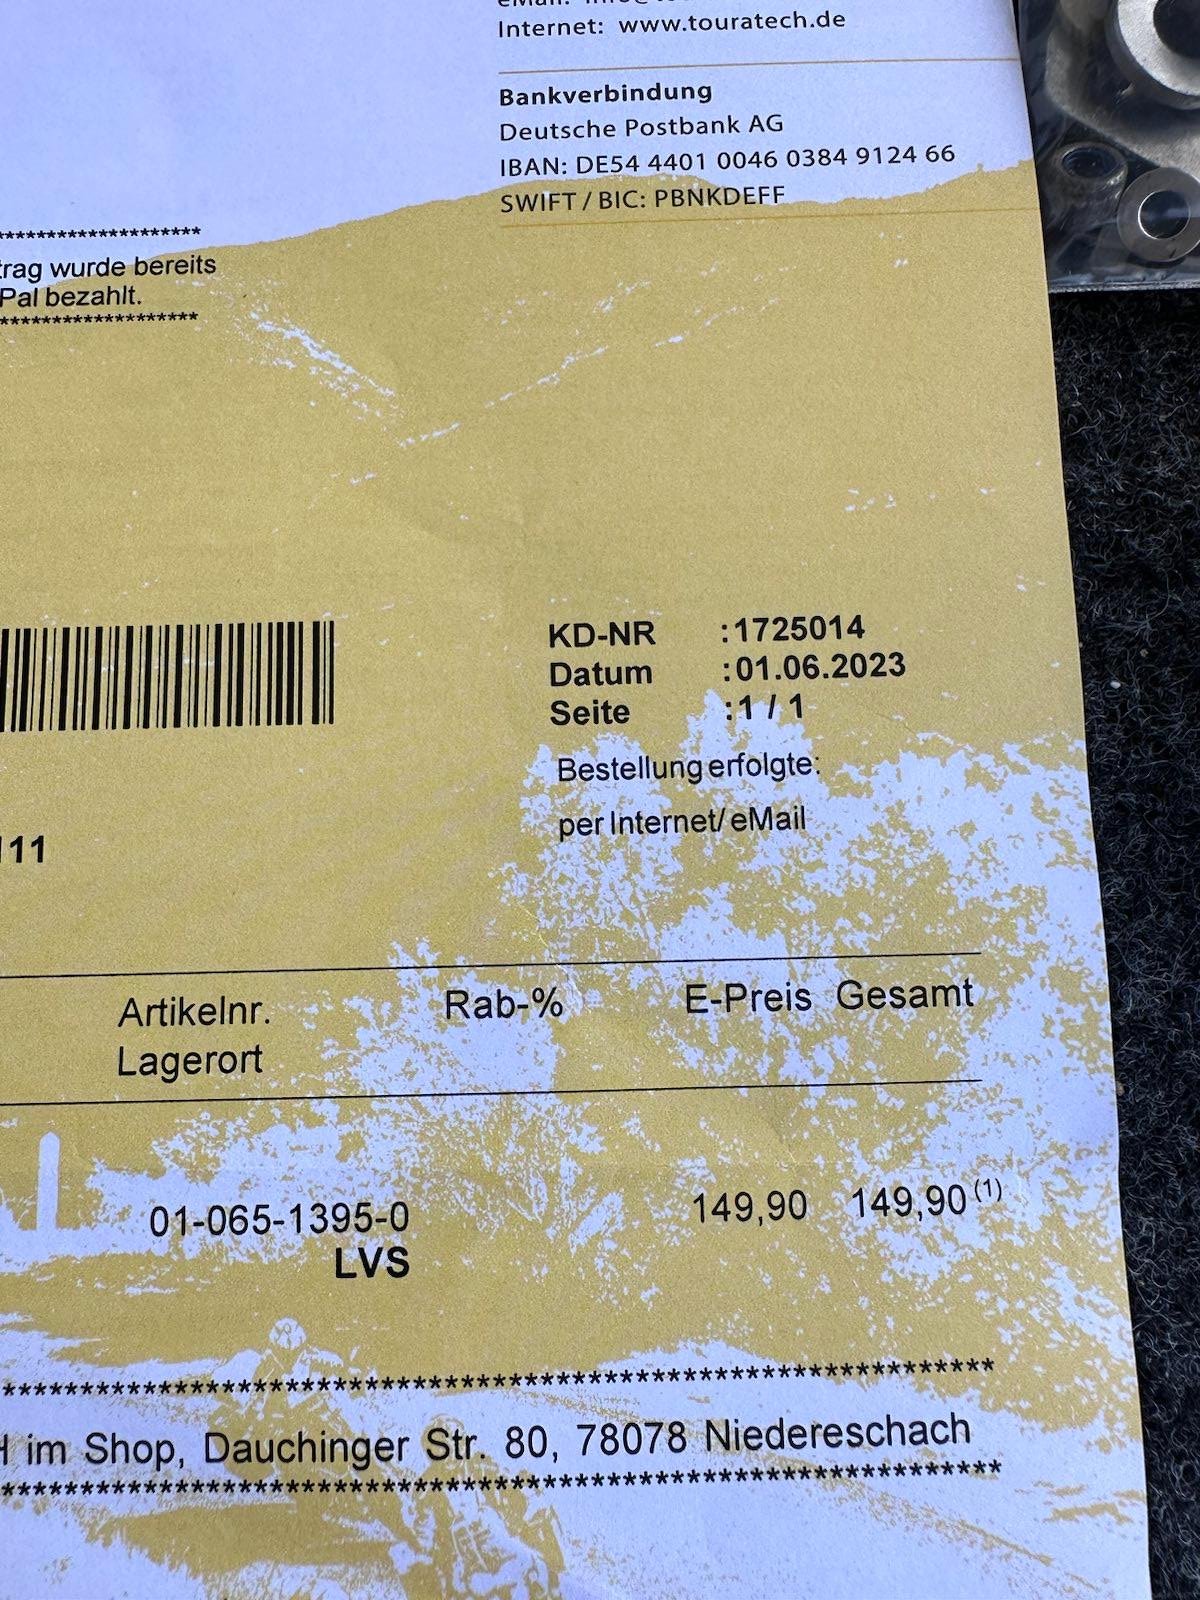 Internet: www.touratech.de
Bankverbindung
Deutsche Postbank AG
IBAN: DE54 4401 0046 0384 9124 66
SWIFT / BIC: PBNKDEFF
********************
trag wurde bereits
Pal bezahlt.
********************
KD-NR :1725014
Datum :01.06.2023
Seite :1 / 1
Bestellung erfolgte:
per Internet/ eMail
111
Artikelnr. Rab-% E-Preis Gesamt
Lagerort
01-065-1395-0 149,90 149,90 (1)
LVS
H im Shop, Dauchinger Str. 80, 78078 Niedereschach